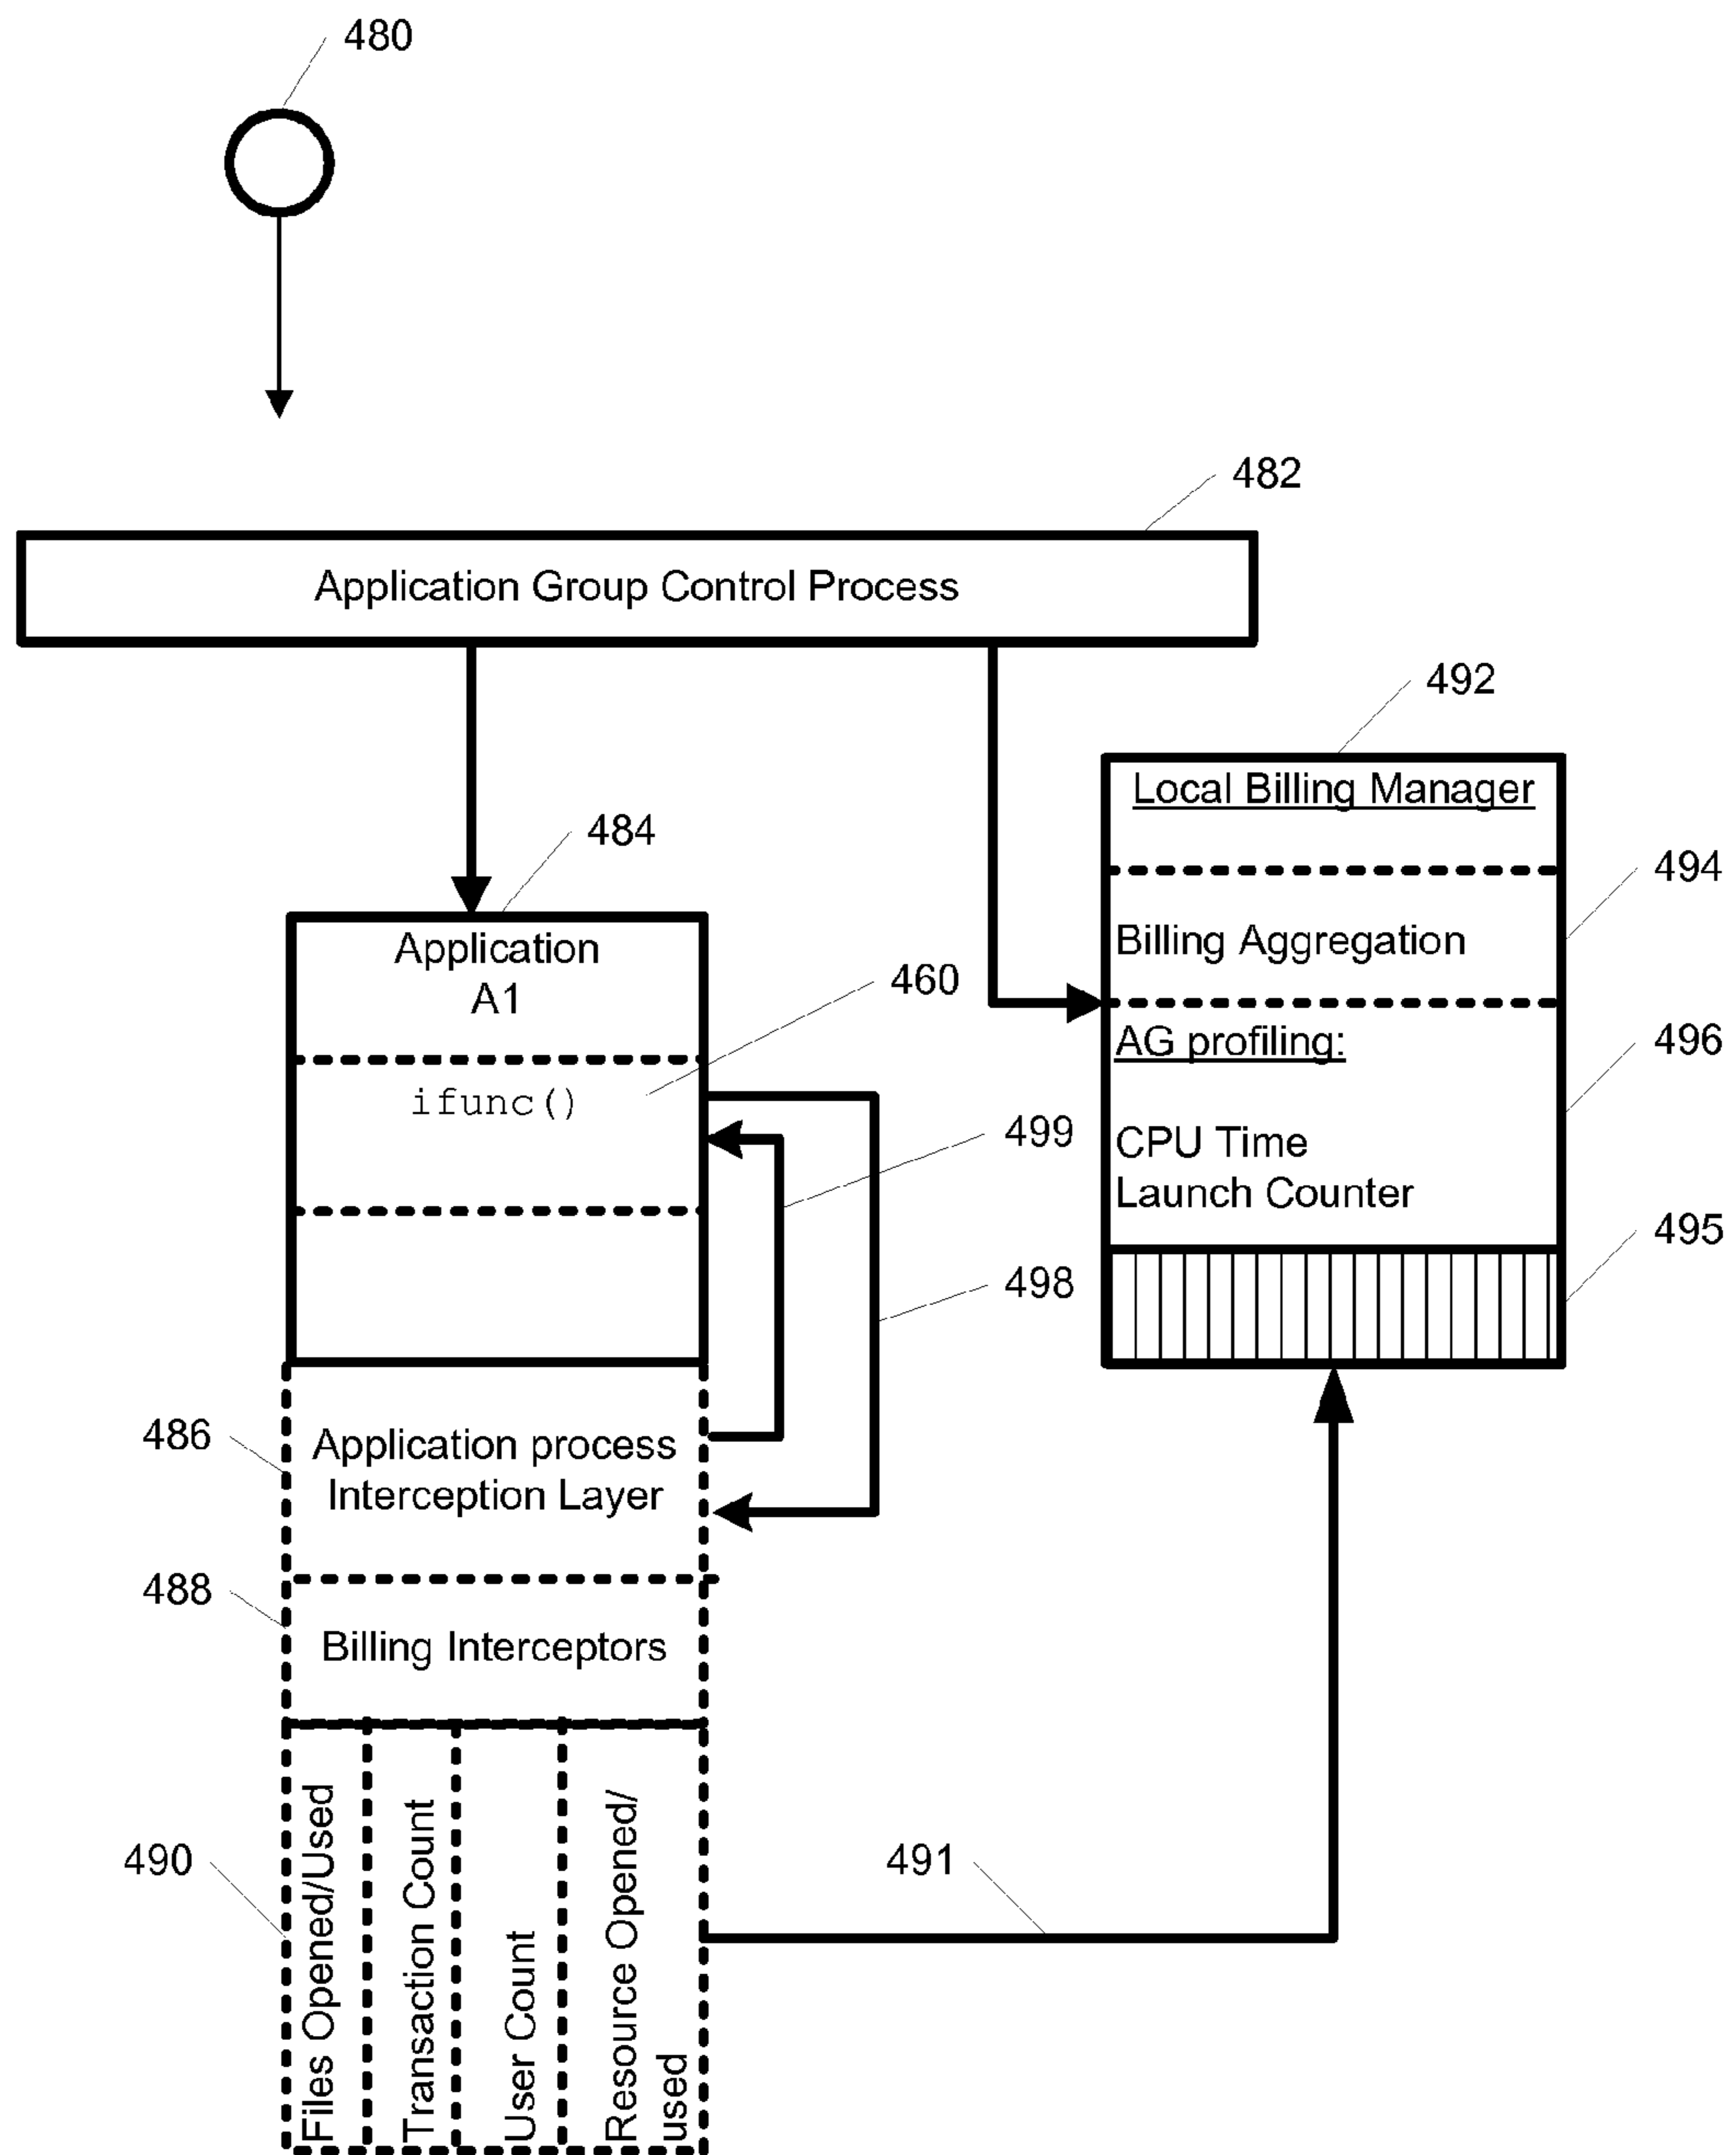 480
482
Application Group Control Process
492
Local Billing Manager
484
494
Application
A1
Billing Aggregation
460
496
AG profiling:
ifunc()
499
CPU Time
Launch Counter
495
498
486
Application process
Interception Layer
488
Billing Interceptors
490
Files Opened/Used
Transaction Count
User Count
Resource Opened/
used
491